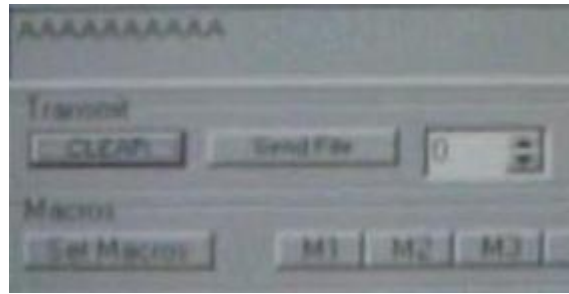 AAAAAAAAAA
Transmit
CLEAR Send File 0
Macros
Set Macros M1 M2 M3